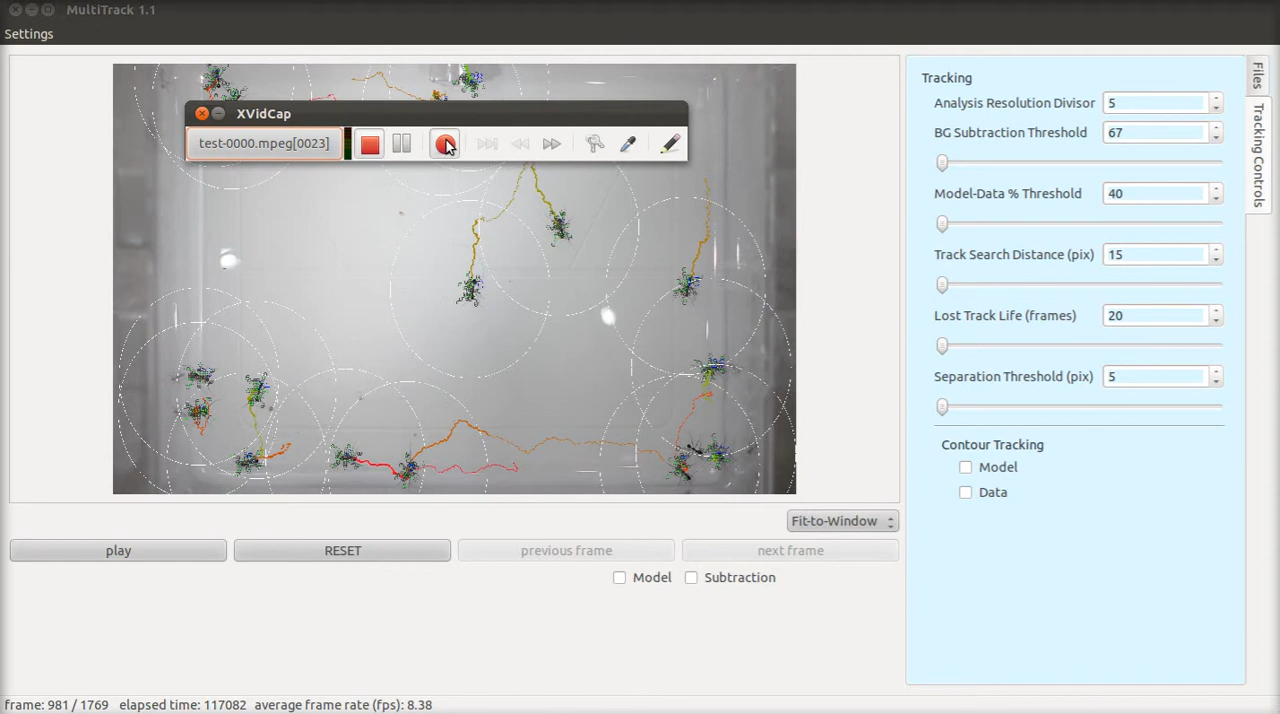 MultiTrack 1.1
Settings
XVidCap
test-0000.mpeg[0023]
Tracking
Analysis Resolution Divisor 5
BG Subtraction Threshold 67
Model-Data % Threshold 40
Track Search Distance (pix) 15
Lost Track Life (frames) 20
Separation Threshold (pix) 5
Contour Tracking
Model
Data
Files
Tracking Controls
Fit-to-Window
play RESET previous frame next frame
Model Subtraction
frame: 981 / 1769 elapsed time: 117082 average frame rate (fps): 8.38